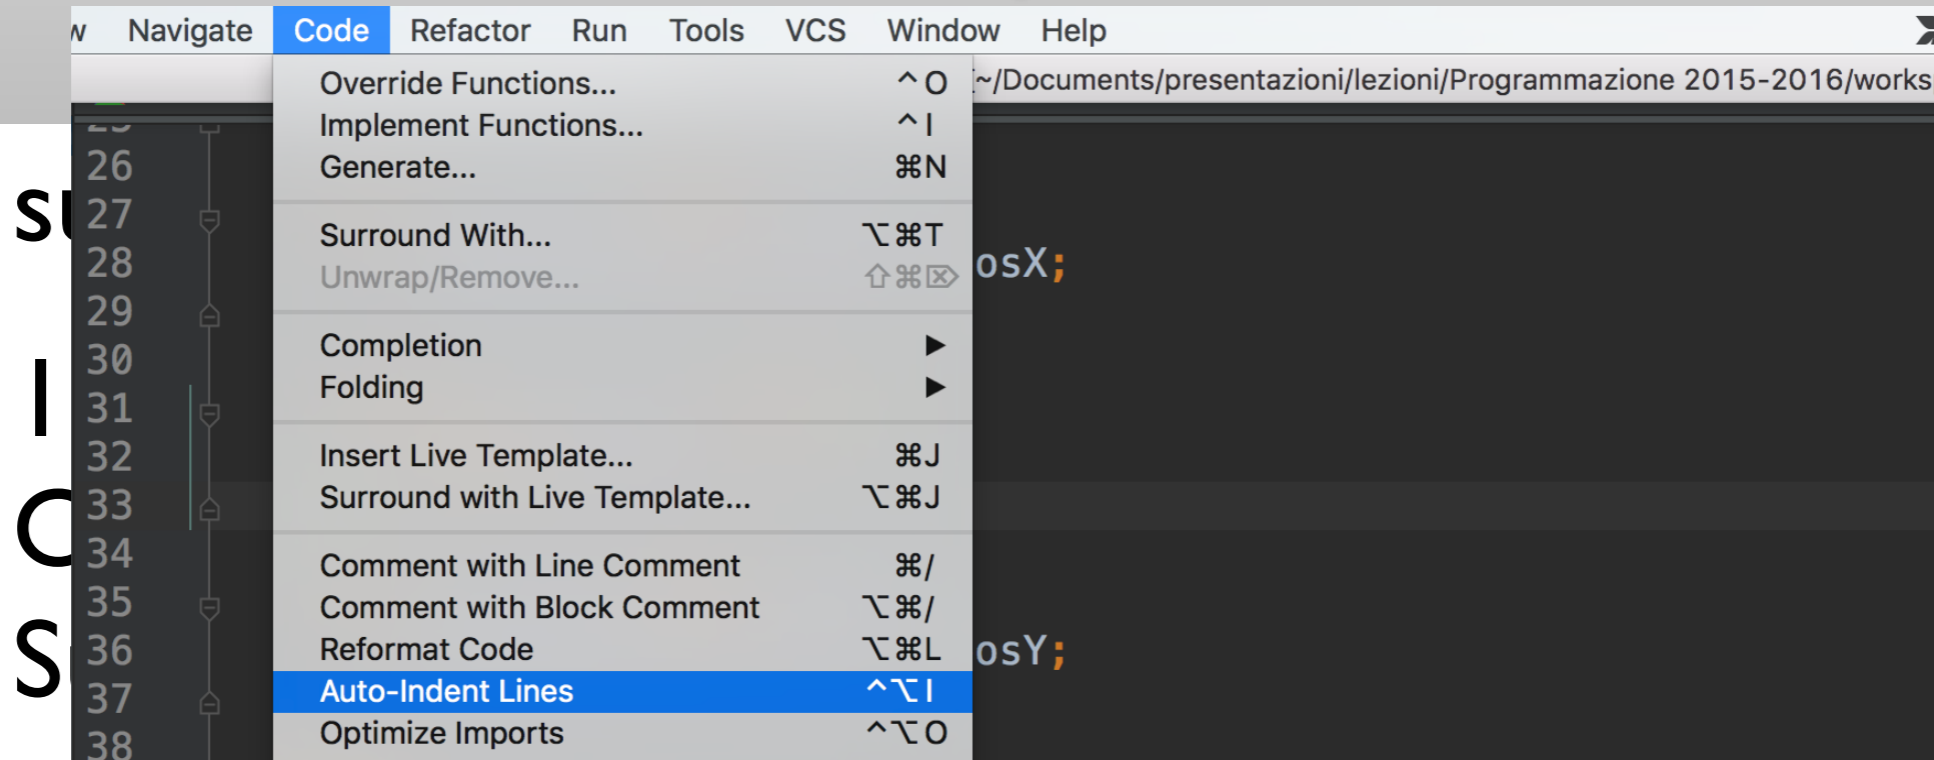 Navigate Code Refactor Run Tools VCS Window Help
~/Documents/presentazioni/lezioni/Programmazione 2015-2016/works
Override Functions... ^O
Implement Functions... ^I
Generate... ⌘N
Surround With... ⌥⌘T
Unwrap/Remove... ⇧⌘⌦
Completion ▶
Folding ▶
Insert Live Template... ⌘J
Surround with Live Template... ⌥⌘J
Comment with Line Comment ⌘/
Comment with Block Comment ⌥⌘/
Reformat Code ⌥⌘L
Auto-Indent Lines ^⌥I
Optimize Imports ^⌥O
26
27
28 osX;
29
30
31
32
33
34
35
36 osY;
37
38